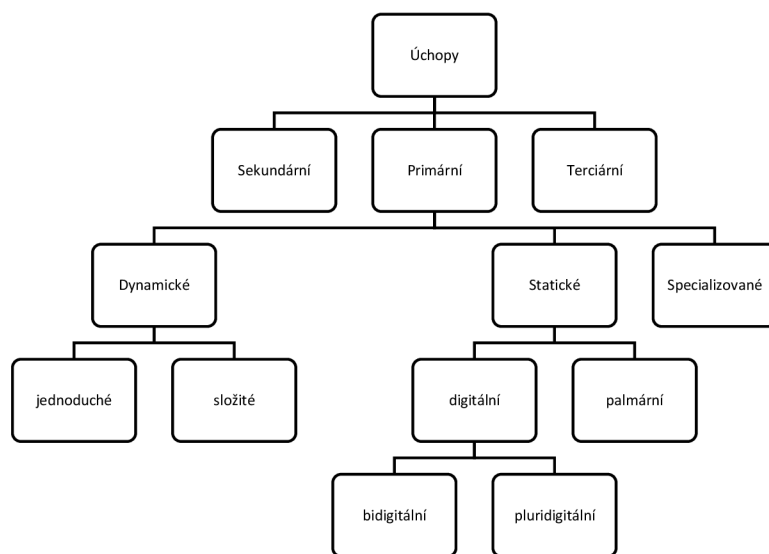 Úchopy
Sekundární
Primární
Terciární
Dynamické
Statické
Specializované
jednoduché
složité
digitální
palmární
bidigitální
pluridigitální